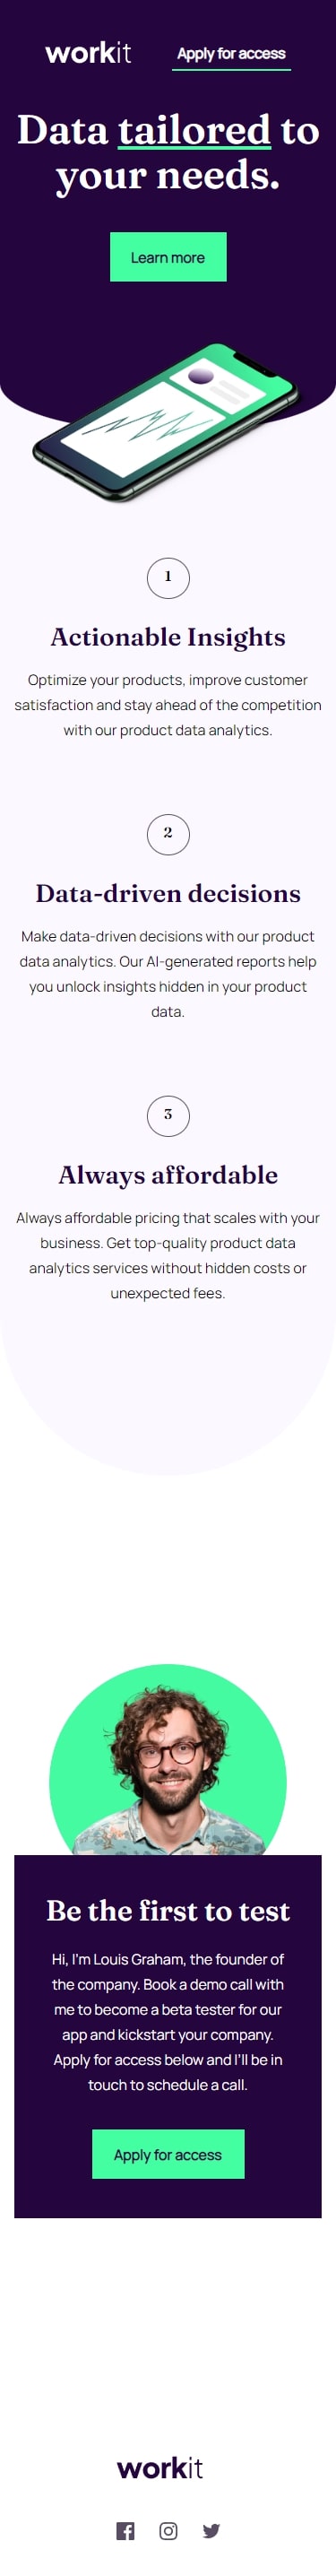 workit
Apply for access
Data tailored to
your needs.
Learn more
1
Actionable Insights
Optimize your products, improve customer
satisfaction and stay ahead of the competition
with our product data analytics.
2
Data-driven decisions
Make data-driven decisions with our product
data analytics. Our AI-generated reports help
you unlock insights hidden in your product
data.
3
Always affordable
Always affordable pricing that scales with your
business. Get top-quality product data
analytics services without hidden costs or
unexpected fees.
Be the first to test
Hi, I'm Louis Graham, the founder of
the company. Book a demo call with
me to become a beta tester for our
app and kickstart your company.
Apply for access below and I'll be in
touch to schedule a call.
Apply for access
workit